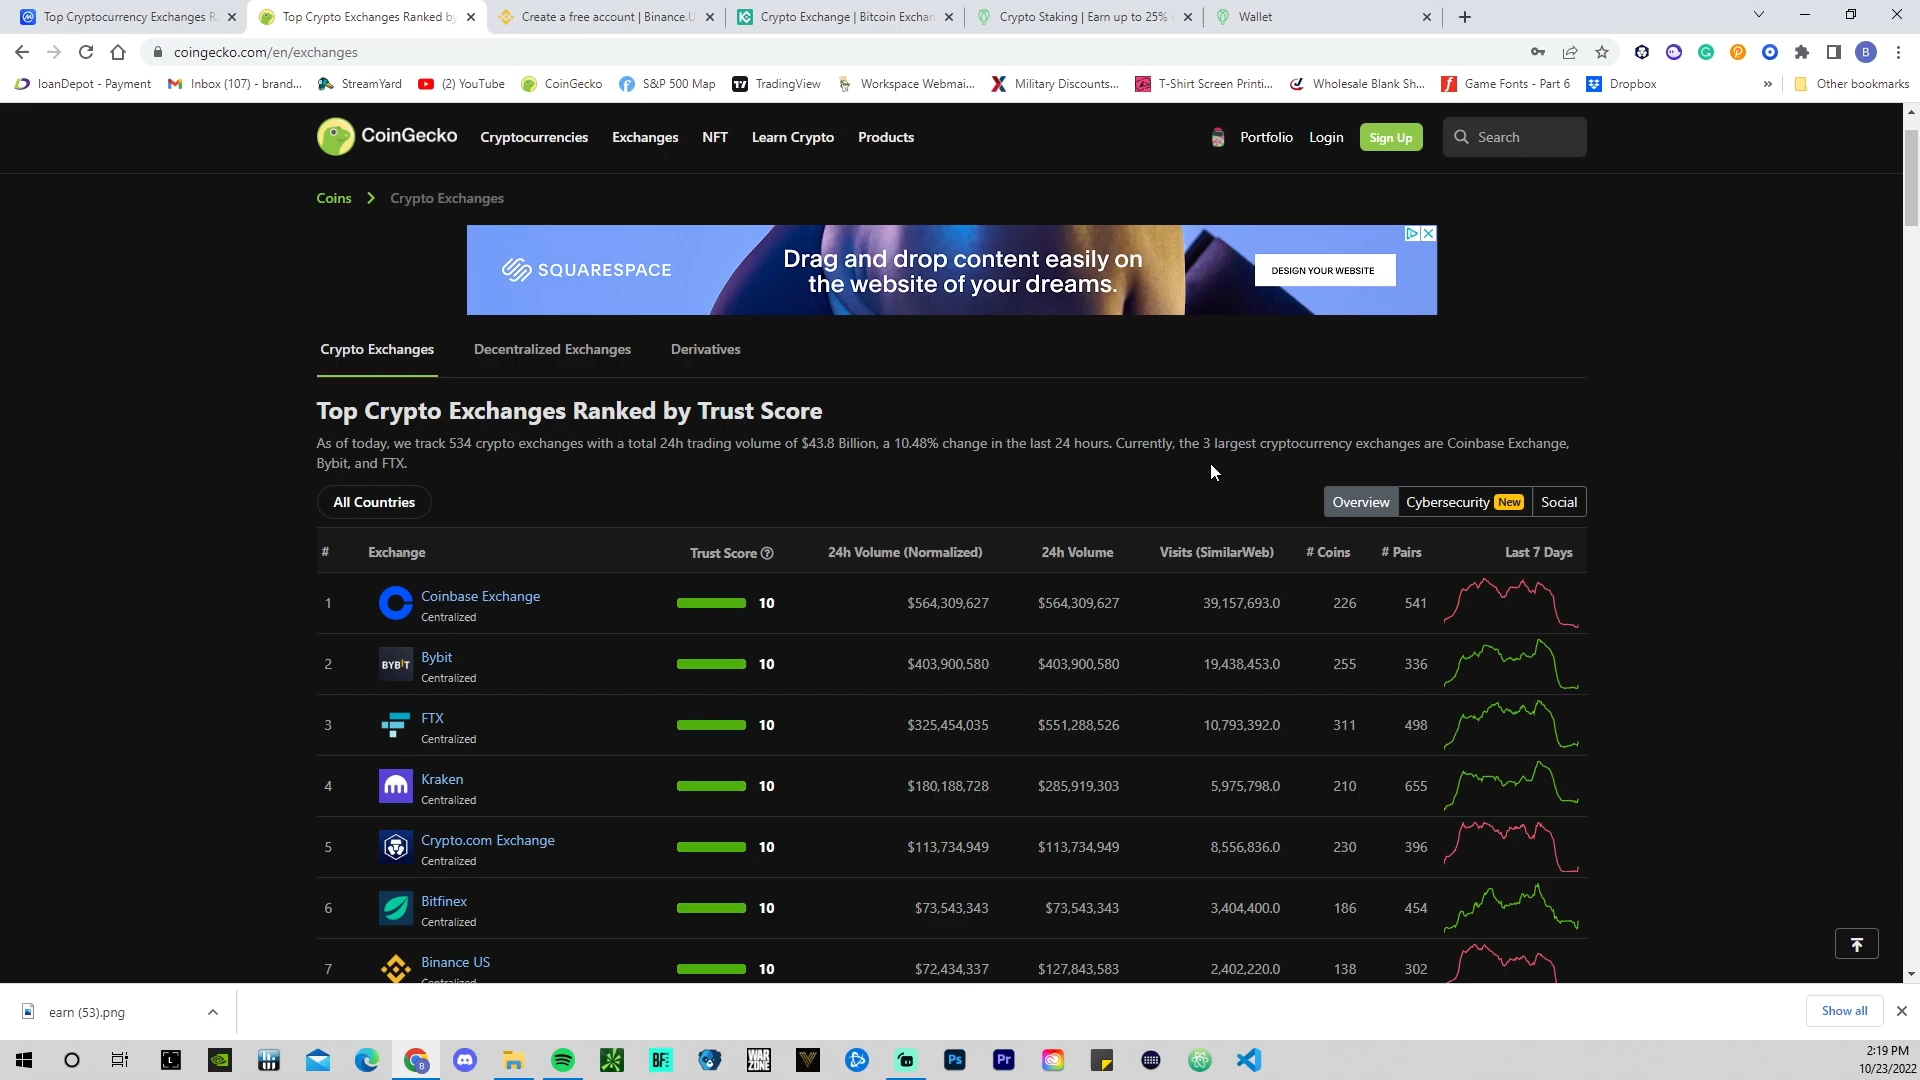 Top Cryptocurrency Exchanges R
Top Crypto Exchanges Ranked by
Create a free account | Binance.U
Crypto Exchange | Bitcoin Exchan
Crypto Staking | Earn up to 25%
Wallet
coingecko.com/en/exchanges
B
loanDepot - Payment
Inbox (107) - brand...
StreamYard
(2) YouTube
CoinGecko
S&P 500 Map
TradingView
Workspace Webmai...
Military Discounts...
T-Shirt Screen Printi...
Wholesale Blank Sh...
Game Fonts - Part 6
Dropbox
»
Other bookmarks
CoinGecko
Cryptocurrencies
Exchanges
NFT
Learn Crypto
Products
Portfolio
Login
Sign Up
Search
Coins
Crypto Exchanges
SQUARESPACE
Drag and drop content easily on
the website of your dreams.
DESIGN YOUR WEBSITE
Crypto Exchanges
Decentralized Exchanges
Derivatives
Top Crypto Exchanges Ranked by Trust Score
As of today, we track 534 crypto exchanges with a total 24h trading volume of $43.8 Billion, a 10.48% change in the last 24 hours. Currently, the 3 largest cryptocurrency exchanges are Coinbase Exchange,
Bybit, and FTX.
All Countries
Overview
Cybersecurity New
Social
# Exchange Trust Score 24h Volume (Normalized) 24h Volume Visits (SimilarWeb) # Coins # Pairs Last 7 Days
1 Coinbase Exchange 10 $564,309,627 $564,309,627 39,157,693.0 226 541
Centralized
2 BYBIT Bybit 10 $403,900,580 $403,900,580 19,438,453.0 255 336
Centralized
3 FTX 10 $325,454,035 $551,288,526 10,793,392.0 311 498
Centralized
4 Kraken 10 $180,188,728 $285,919,303 5,975,798.0 210 655
Centralized
5 Crypto.com Exchange 10 $113,734,949 $113,734,949 8,556,836.0 230 396
Centralized
6 Bitfinex 10 $73,543,343 $73,543,343 3,404,400.0 186 454
Centralized
7 Binance US 10 $72,434,337 $127,843,583 2,402,220.0 138 302
Centralized
earn (53).png
Show all
BF
WAR
ZONE
Ps
Pr
2:19 PM
10/23/2022